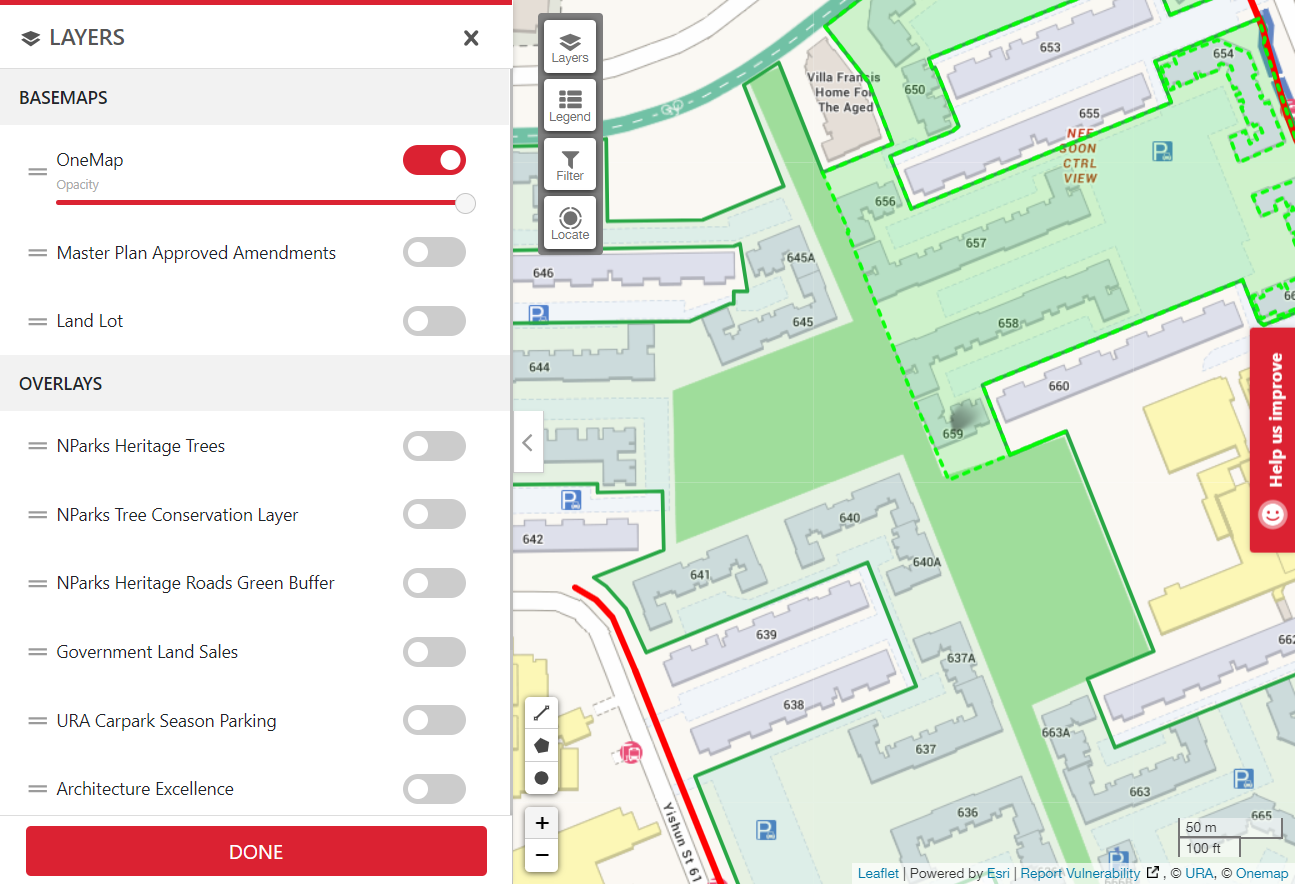 LAYERS
BASEMAPS
OneMap
Opacity
Master Plan Approved Amendments
Land Lot
OVERLAYS
NParks Heritage Trees
NParks Tree Conservation Layer
NParks Heritage Roads Green Buffer
Government Land Sales
URA Carpark Season Parking
Architecture Excellence
DONE
Layers
Legend
Filter
Locate
Villa Francis
Home For
The Aged
650
653
654
655
NEE
SOON
CTRL
VIEW
656
657
645A
646
645
658
644
660
659
642
640
640A
641
639
637A
638
637
662
663A
663
636
665
Yishun St 61
P
P
P
P
P
P
Help us improve
+
−
50 m
100 ft
Leaflet | Powered by Esri | Report Vulnerability , © URA, © Onemap